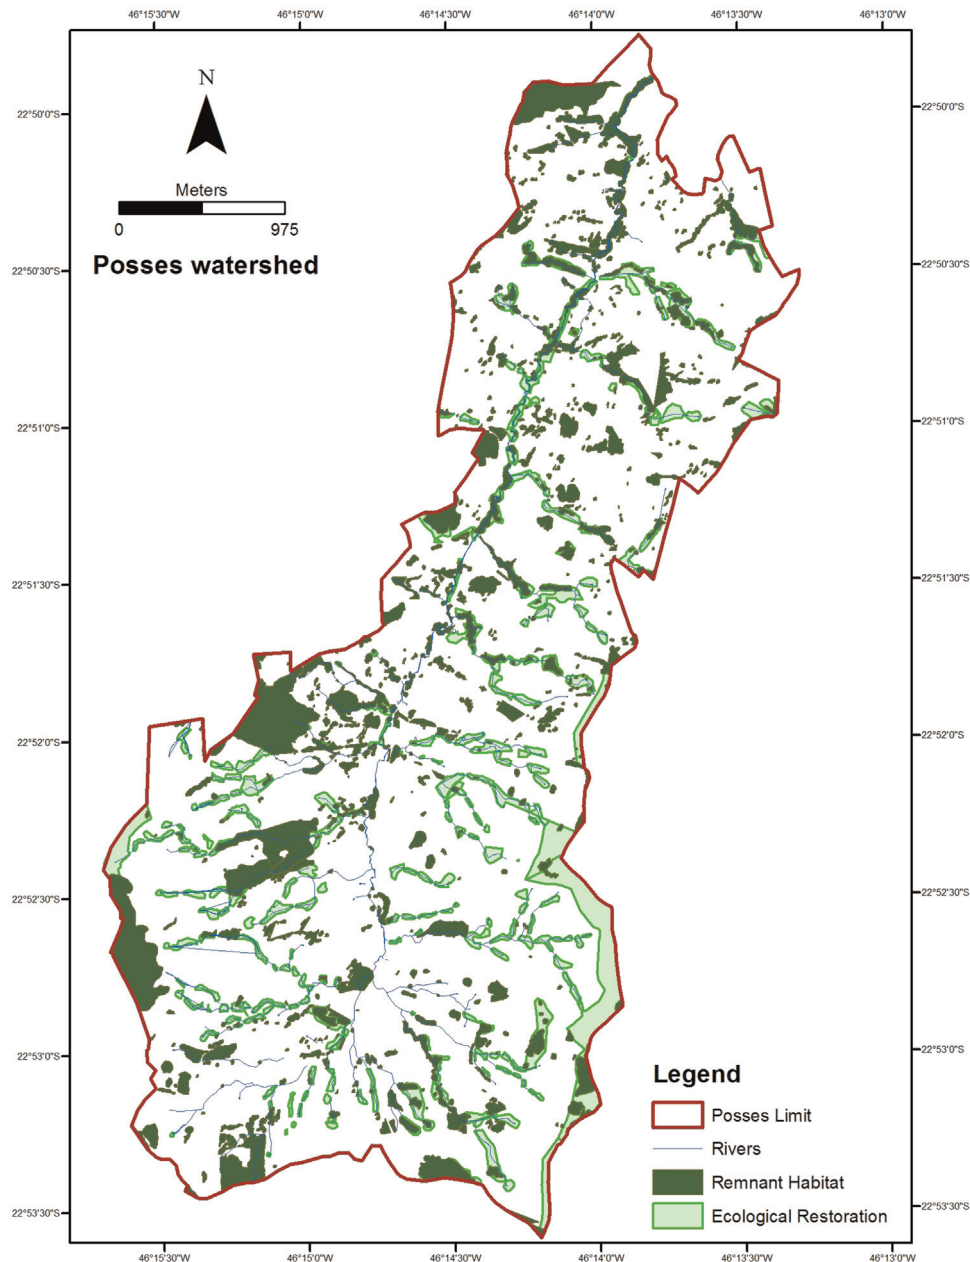 46°15'30"W 46°15'0"W 46°14'30"W 46°14'0"W 46°13'30"W 46°13'0"W
N
22°50'0"S 22°50'0"S
Meters
0 975
Posses watershed
22°50'30"S 22°50'30"S
22°51'0"S 22°51'0"S
22°51'30"S 22°51'30"S
22°52'0"S 22°52'0"S
22°52'30"S 22°52'30"S
22°53'0"S 22°53'0"S
Legend
Posses Limit
Rivers
Remnant Habitat
Ecological Restoration
22°53'30"S 22°53'30"S
46°15'30"W 46°15'0"W 46°14'30"W 46°14'0"W 46°13'30"W 46°13'0"W